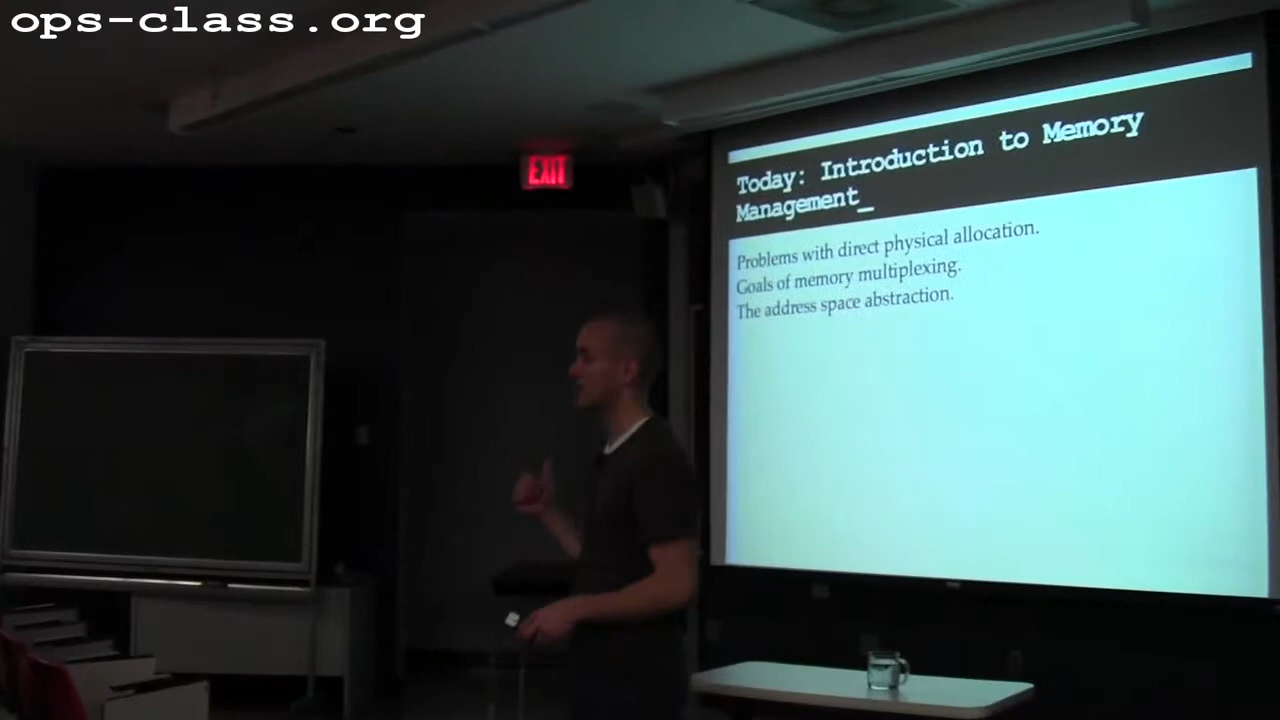 ops-class.org
EXIT
Today: Introduction to Memory
Management_
Problems with direct physical allocation.
Goals of memory multiplexing.
The address space abstraction.